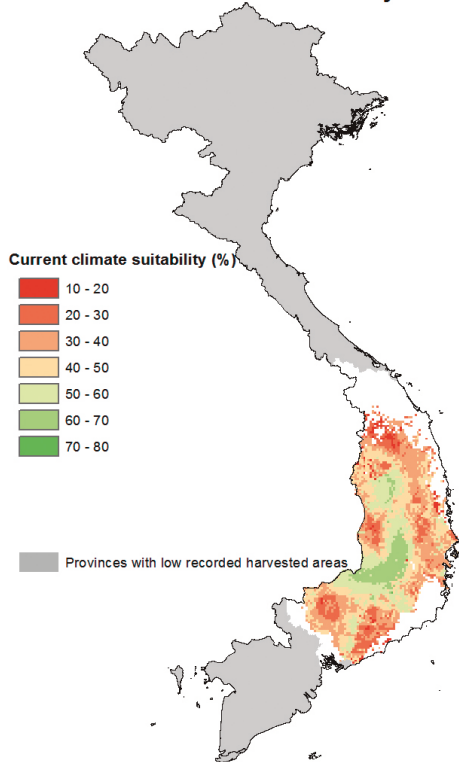 Current climate suitability (%)
10 - 20
20 - 30
30 - 40
40 - 50
50 - 60
60 - 70
70 - 80
Provinces with low recorded harvested areas